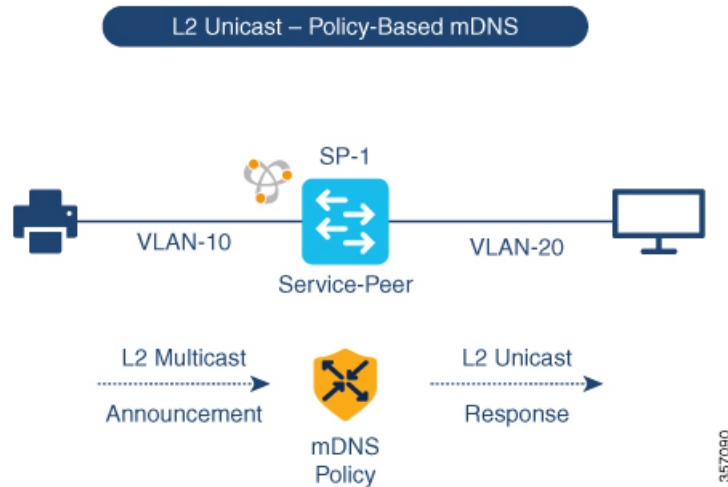 L2 Unicast – Policy-Based mDNS
SP-1
VLAN-10
VLAN-20
Service-Peer
L2 Multicast
Announcement
mDNS
Policy
L2 Unicast
Response
357090